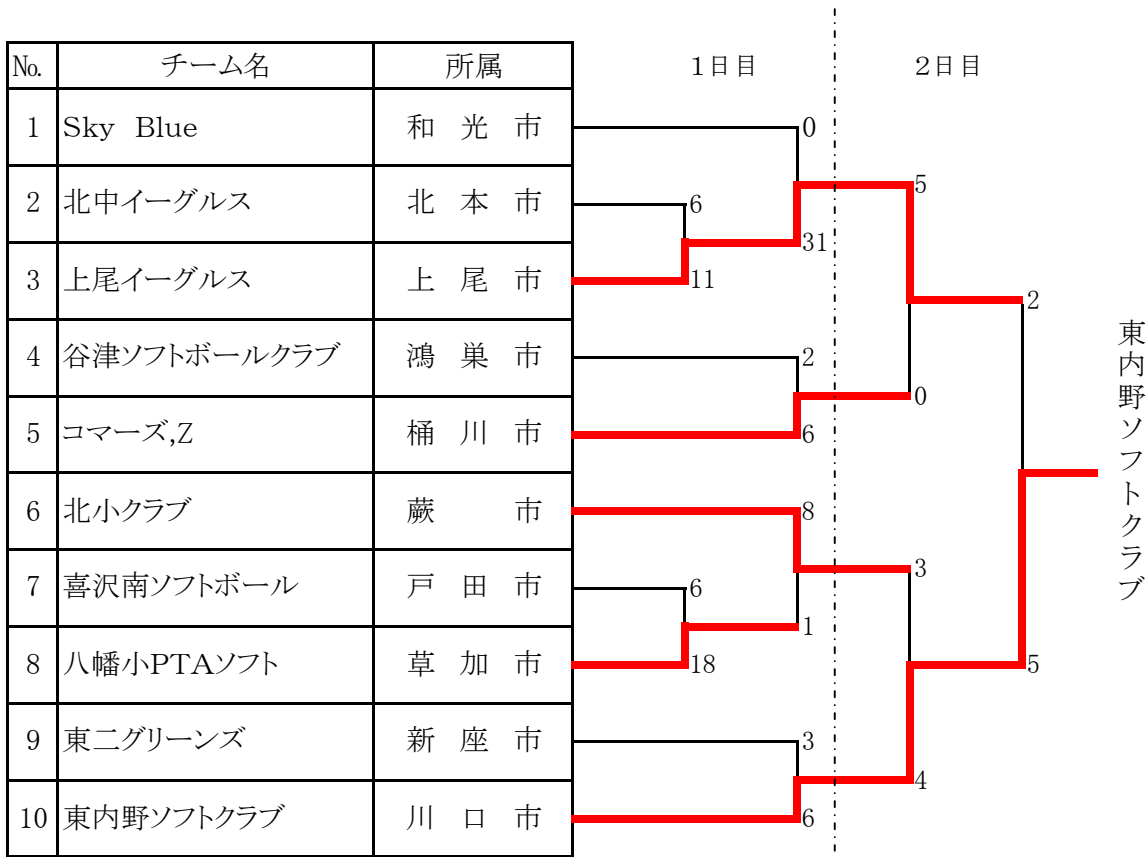 № チーム名 所属 1日目 2日目
1 Sky Blue 和光市 0
5
2 北中イーグルス 北本市 6
31
3 上尾イーグルス 上尾市 11
2
4 谷津ソフトボールクラブ 鴻巣市 2
0
5 コマーズ,Z 桶川市 6
6 北小クラブ 蕨市 8
3
7 喜沢南ソフトボール 戸田市 6
1
8 八幡小PTAソフト 草加市 18
5
9 東二グリーンズ 新座市 3
4
10 東内野ソフトクラブ 川口市 6
東内野ソフトクラブ